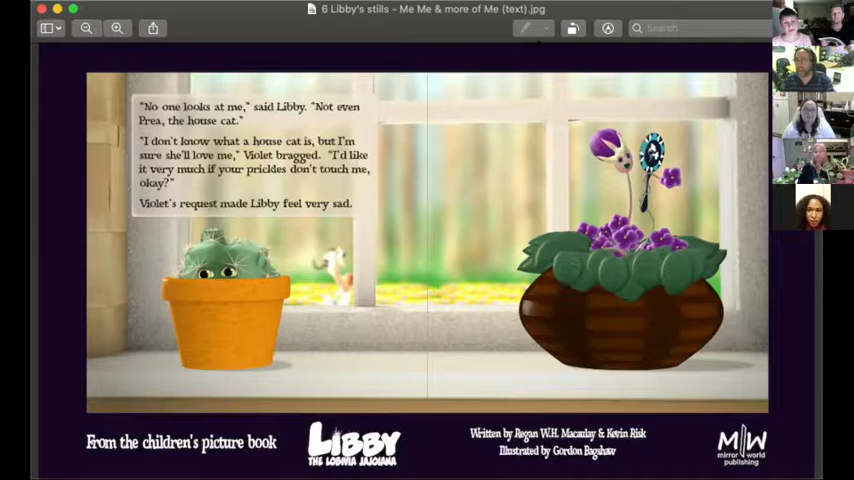 6 Libby's stills - Me Me & more of Me (text).jpg
Search
"No one looks at me," said Libby. "Not even
Prea, the house cat."
"I don't know what a house cat is, but I'm
sure she'll love me," Violet bragged. "I'd like
it very much if your prickles don't touch me,
okay?"
Violet's request made Libby feel very sad.
From the children's picture book
LIBBY
THE LOBIVIA JAJOIANA
Written by Regan W.H. Macaulay & Kevin Risk
Illustrated by Gordon Bagshaw
MW
mirror world
publishing